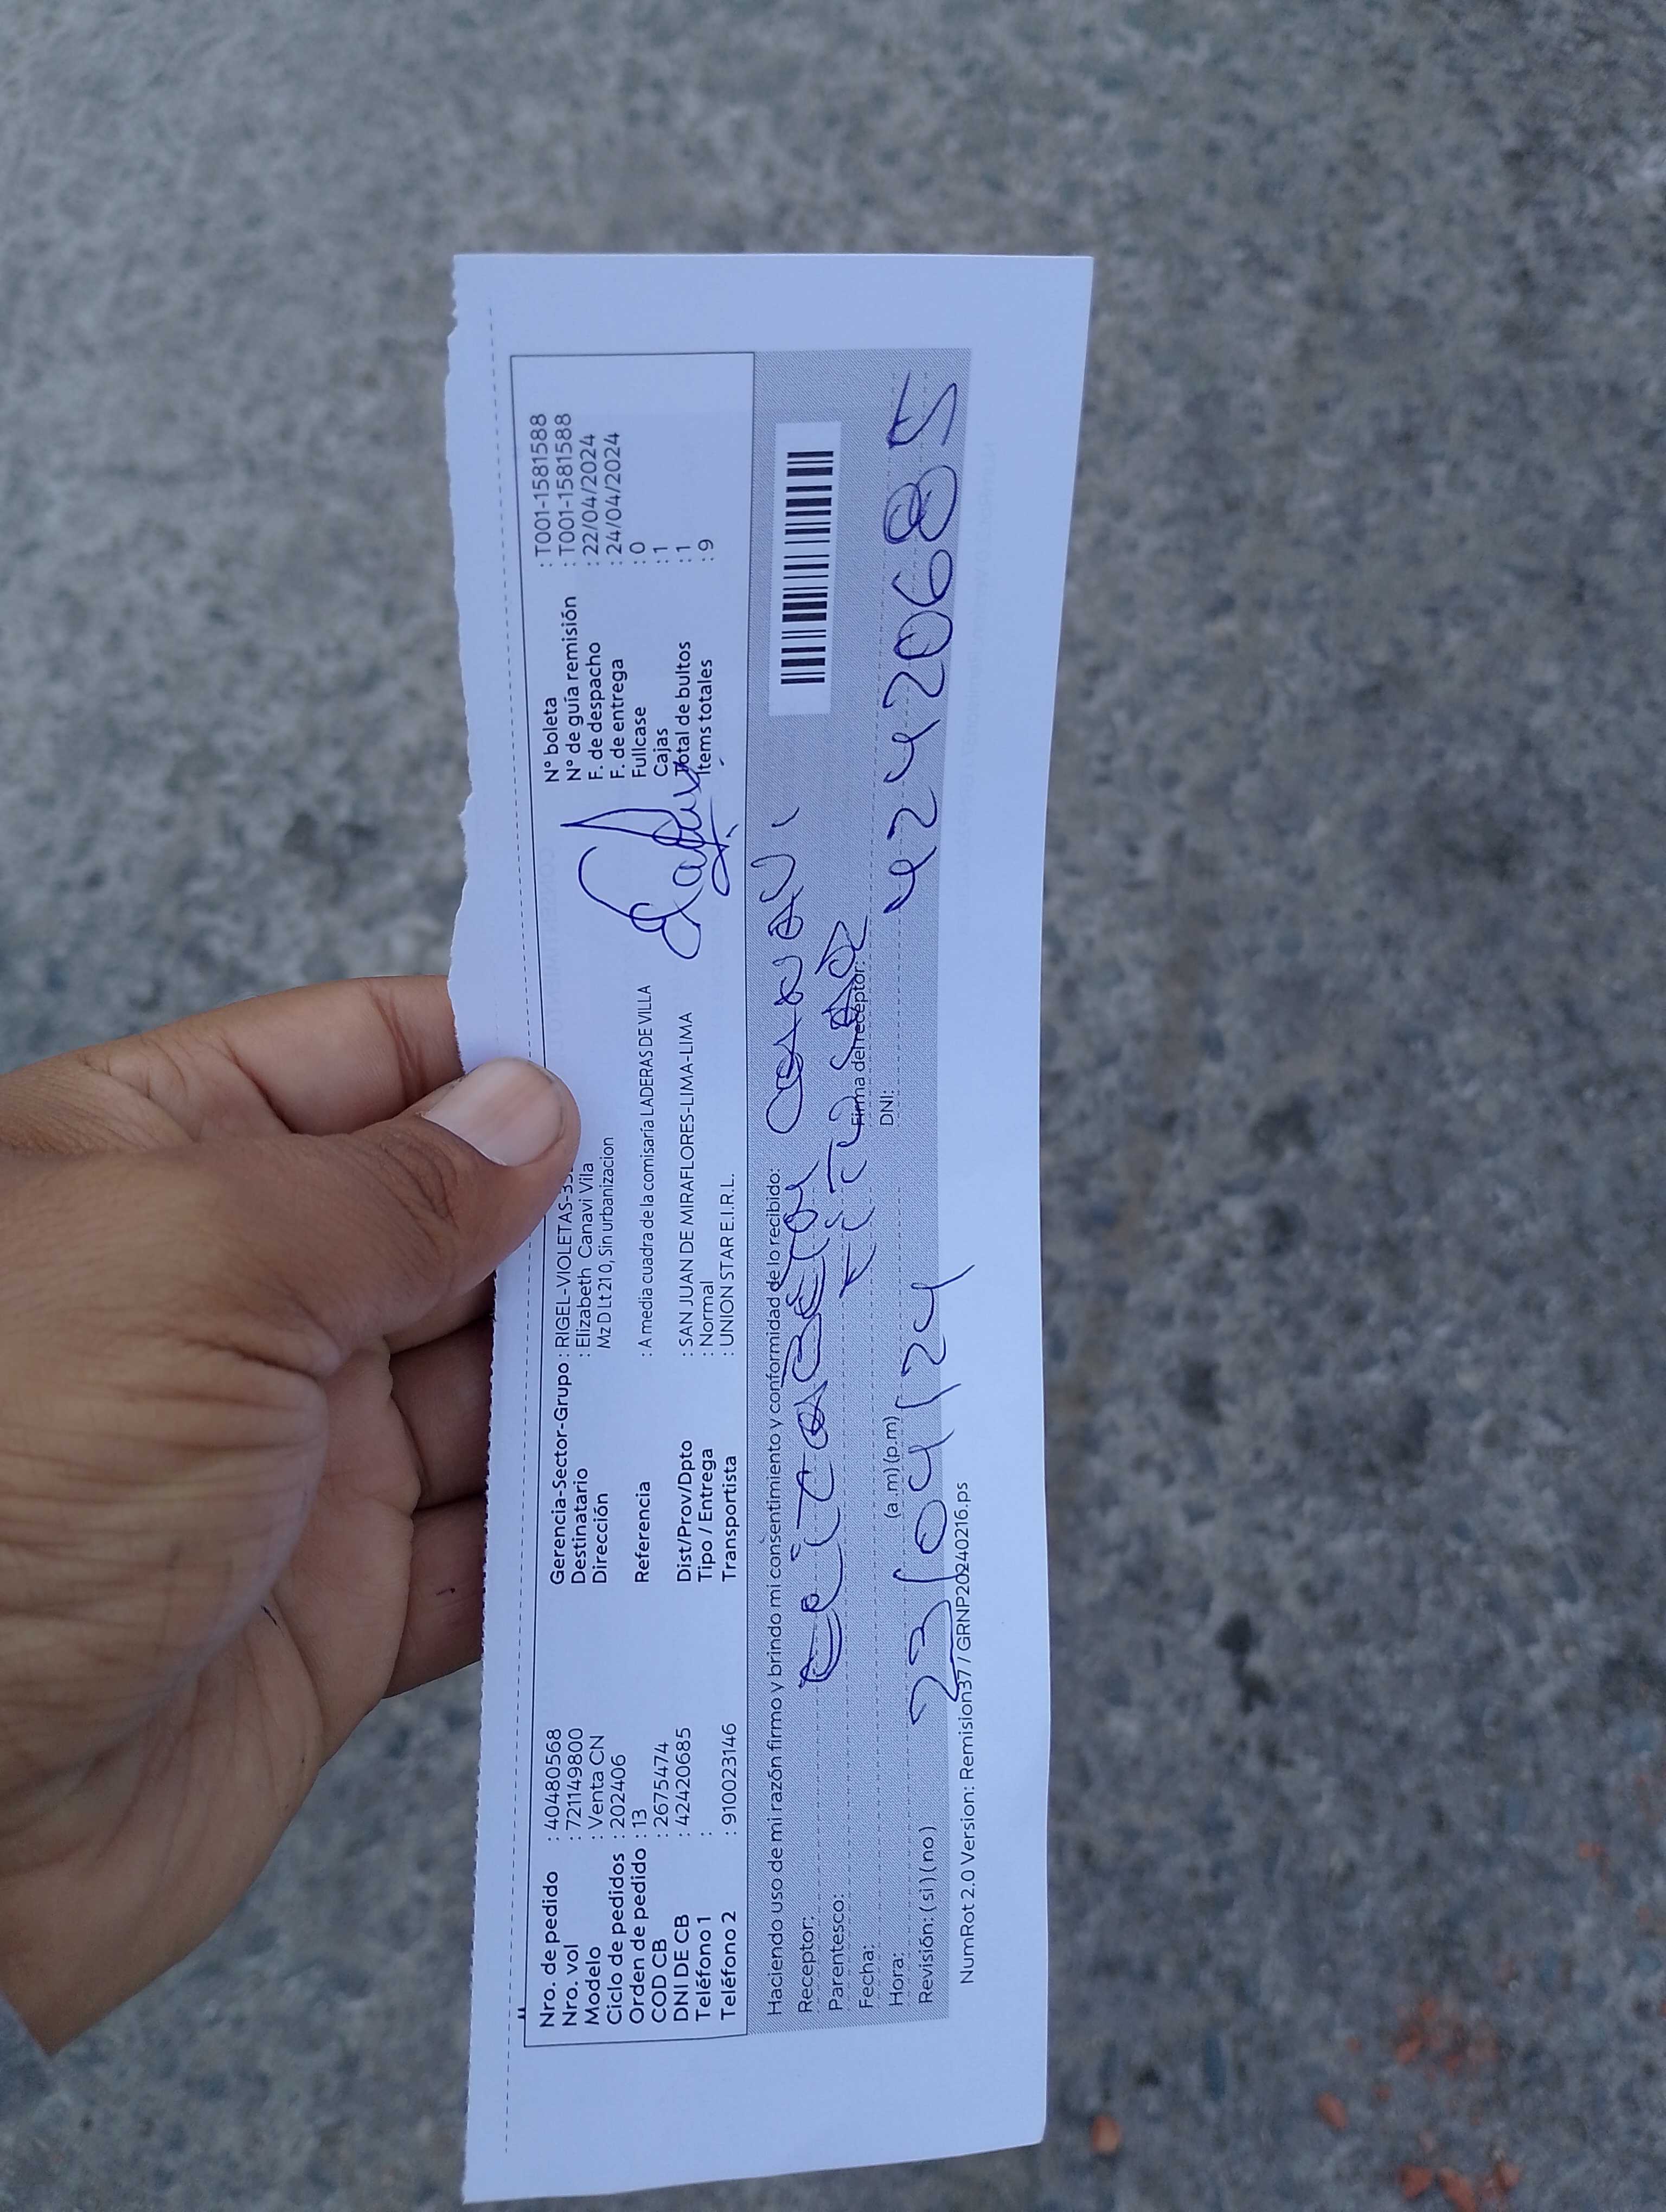 Nro. de pedido : 40480568
Nro. vol : 7211149800
Modelo : Venta CN
Ciclo de pedidos : 202406
Orden de pedido : 13
COD CB : 2675474
DNI DE CB : 42420685
Teléfono 1 :
Teléfono 2 : 910023146
Gerencia-Sector-Grupo : RIGEL-VIOLETAS-
Destinatario : Elizabeth Canavi Vila
Dirección Mz D Lt 210, Sin urbanizacion
Referencia : A media cuadra de la comisaría LADERAS DE VILLA
Dist/Prov/Dpto : SAN JUAN DE MIRAFLORES-LIMA-LIMA
Tipo / Entrega : Normal
Transportista : UNION STAR E.I.R.L.
N° boleta : T001-1581588
N° de guía remisión : T001-1581588
F. de despacho : 22/04/2024
F. de entrega : 24/04/2024
Fullcase : 0
Cajas : 1
Total de bultos : 1
Ítems totales : 9
Haciendo uso de mi razón firmo y brindo mi consentimiento y conformidad de lo recibido:
Receptor: Canavi
Parentesco: Titular
Fecha: Firma del receptor:
Hora: (a.m) (p.m) DNI: 42420685
Revisión: ( si ) ( no ) 23/04/24
NumRot 2.0 Version: Remision37 / GRNP20240216.ps